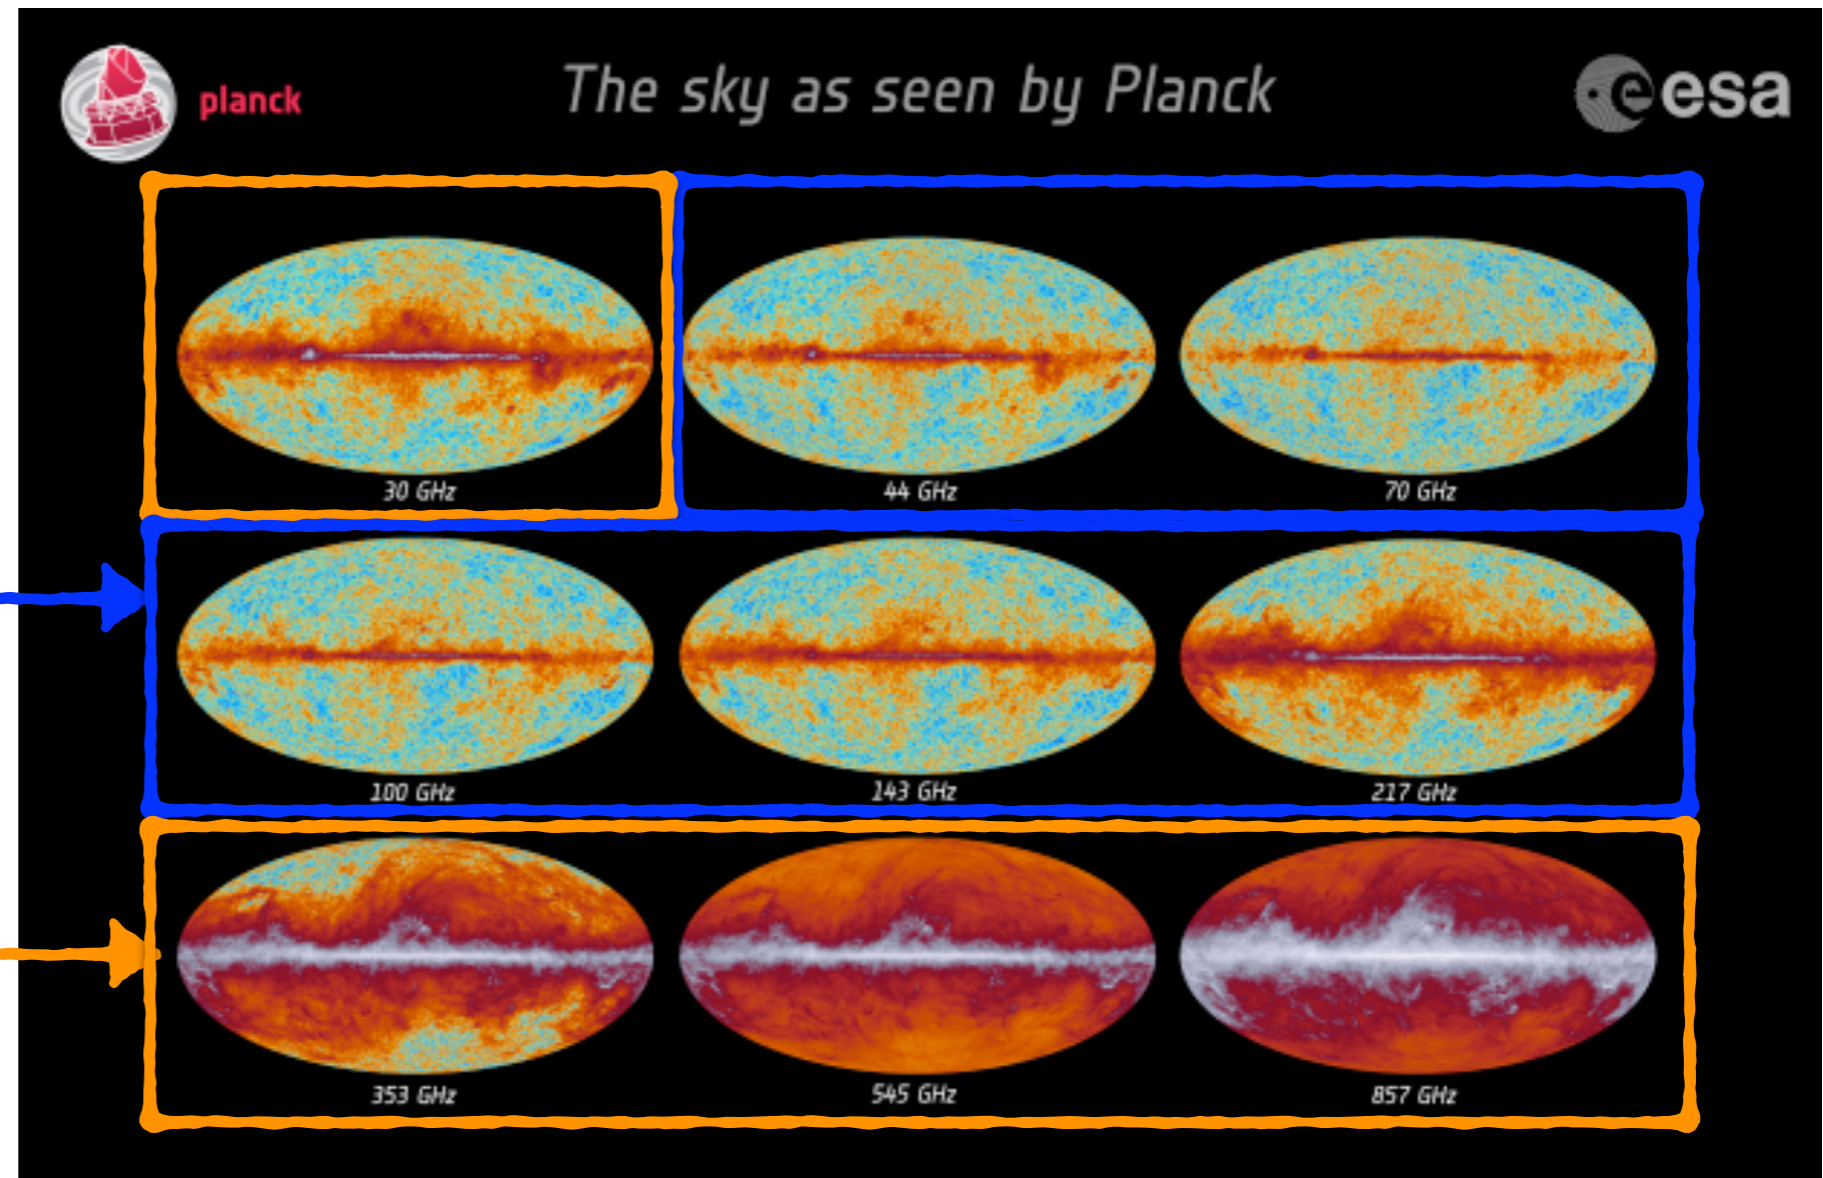 planck
The sky as seen by Planck
esa
30 GHz
44 GHz
70 GHz
100 GHz
143 GHz
217 GHz
353 GHz
545 GHz
857 GHz